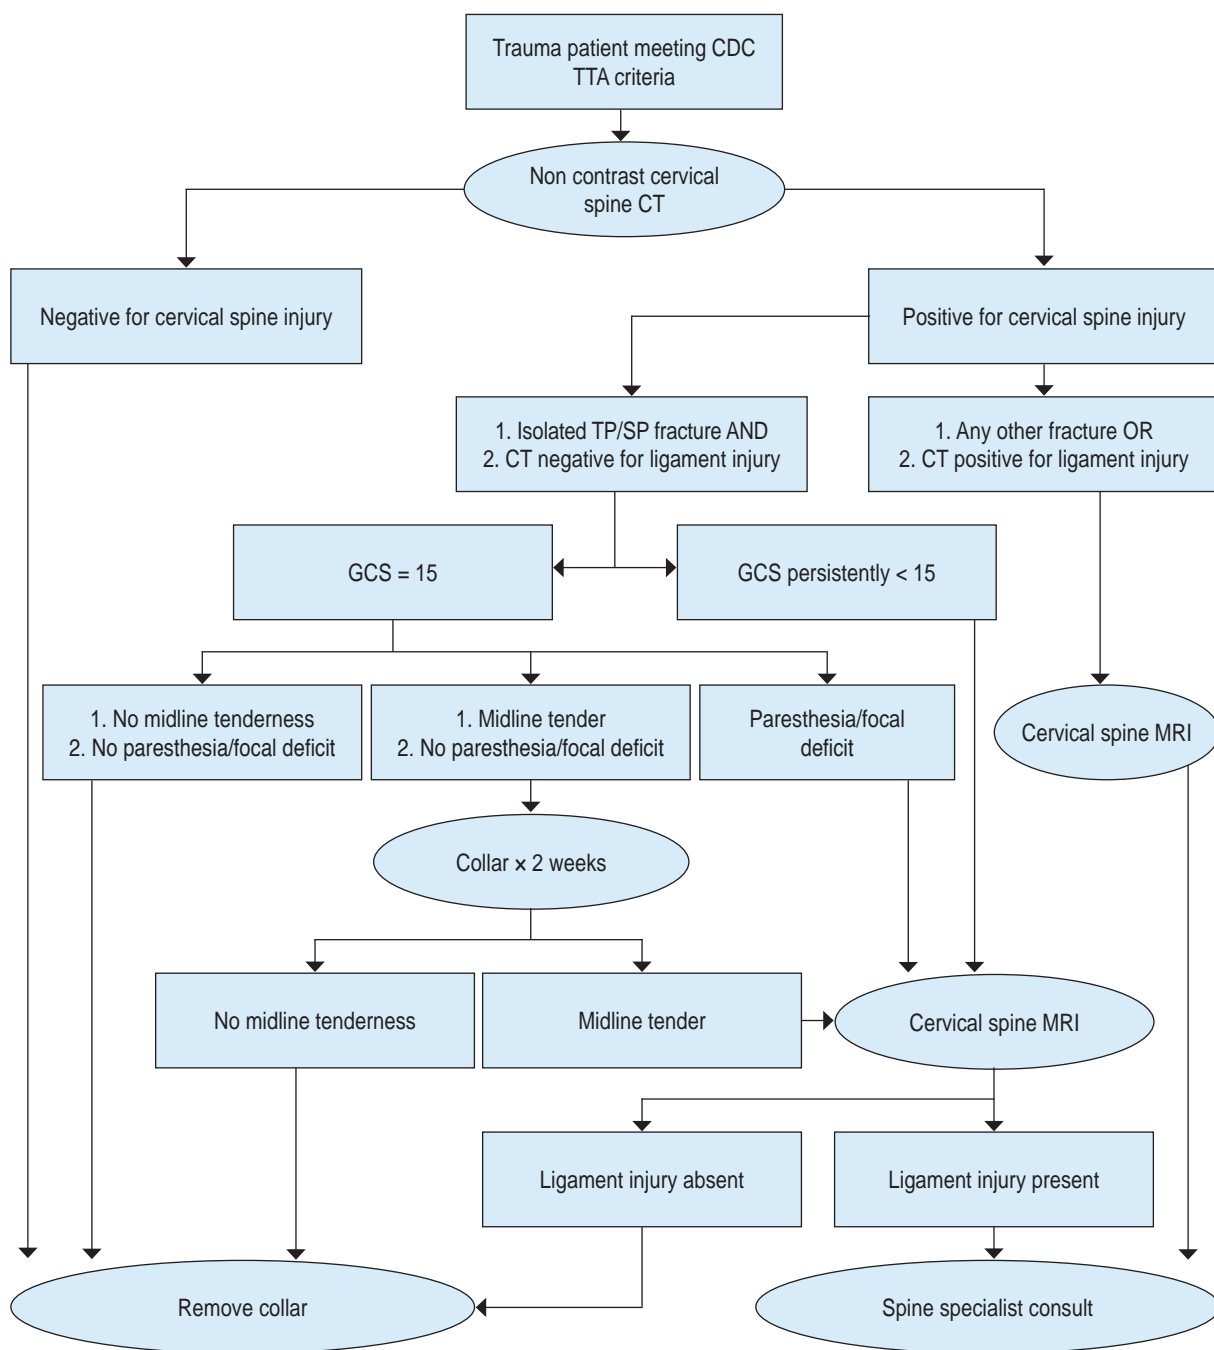 Trauma patient meeting CDC
TTA criteria
Non contrast cervical
spine CT
Negative for cervical spine injury
Positive for cervical spine injury
1. Isolated TP/SP fracture AND
2. CT negative for ligament injury
1. Any other fracture OR
2. CT positive for ligament injury
GCS = 15
GCS persistently < 15
1. No midline tenderness
2. No paresthesia/focal deficit
1. Midline tender
2. No paresthesia/focal deficit
Paresthesia/focal
deficit
Cervical spine MRI
Collar × 2 weeks
No midline tenderness
Midline tender
Cervical spine MRI
Ligament injury absent
Ligament injury present
Remove collar
Spine specialist consult